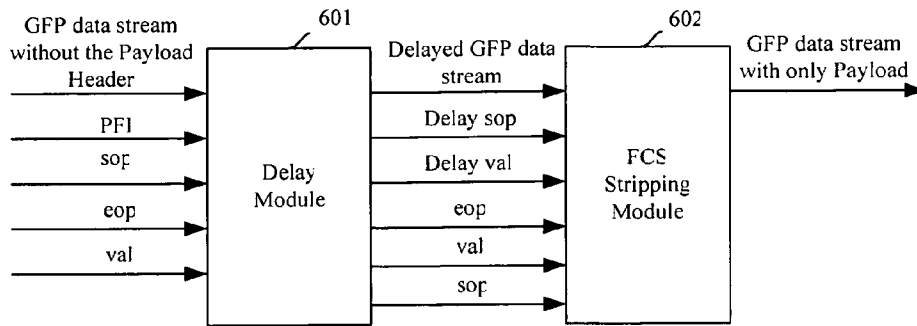 601
602
GFP data stream
without the Payload
Header
PFI
sop
eop
val
Delay
Module
Delayed GFP data
stream
Delay sop
Delay val
eop
val
sop
FCS
Stripping
Module
GFP data stream
with only Payload